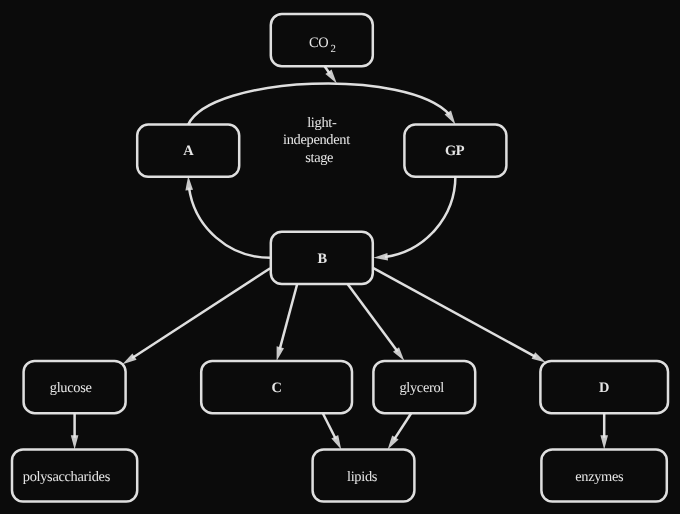 CO2
light-
independent
stage
A
GP
B
glucose
C
glycerol
D
polysaccharides
lipids
enzymes